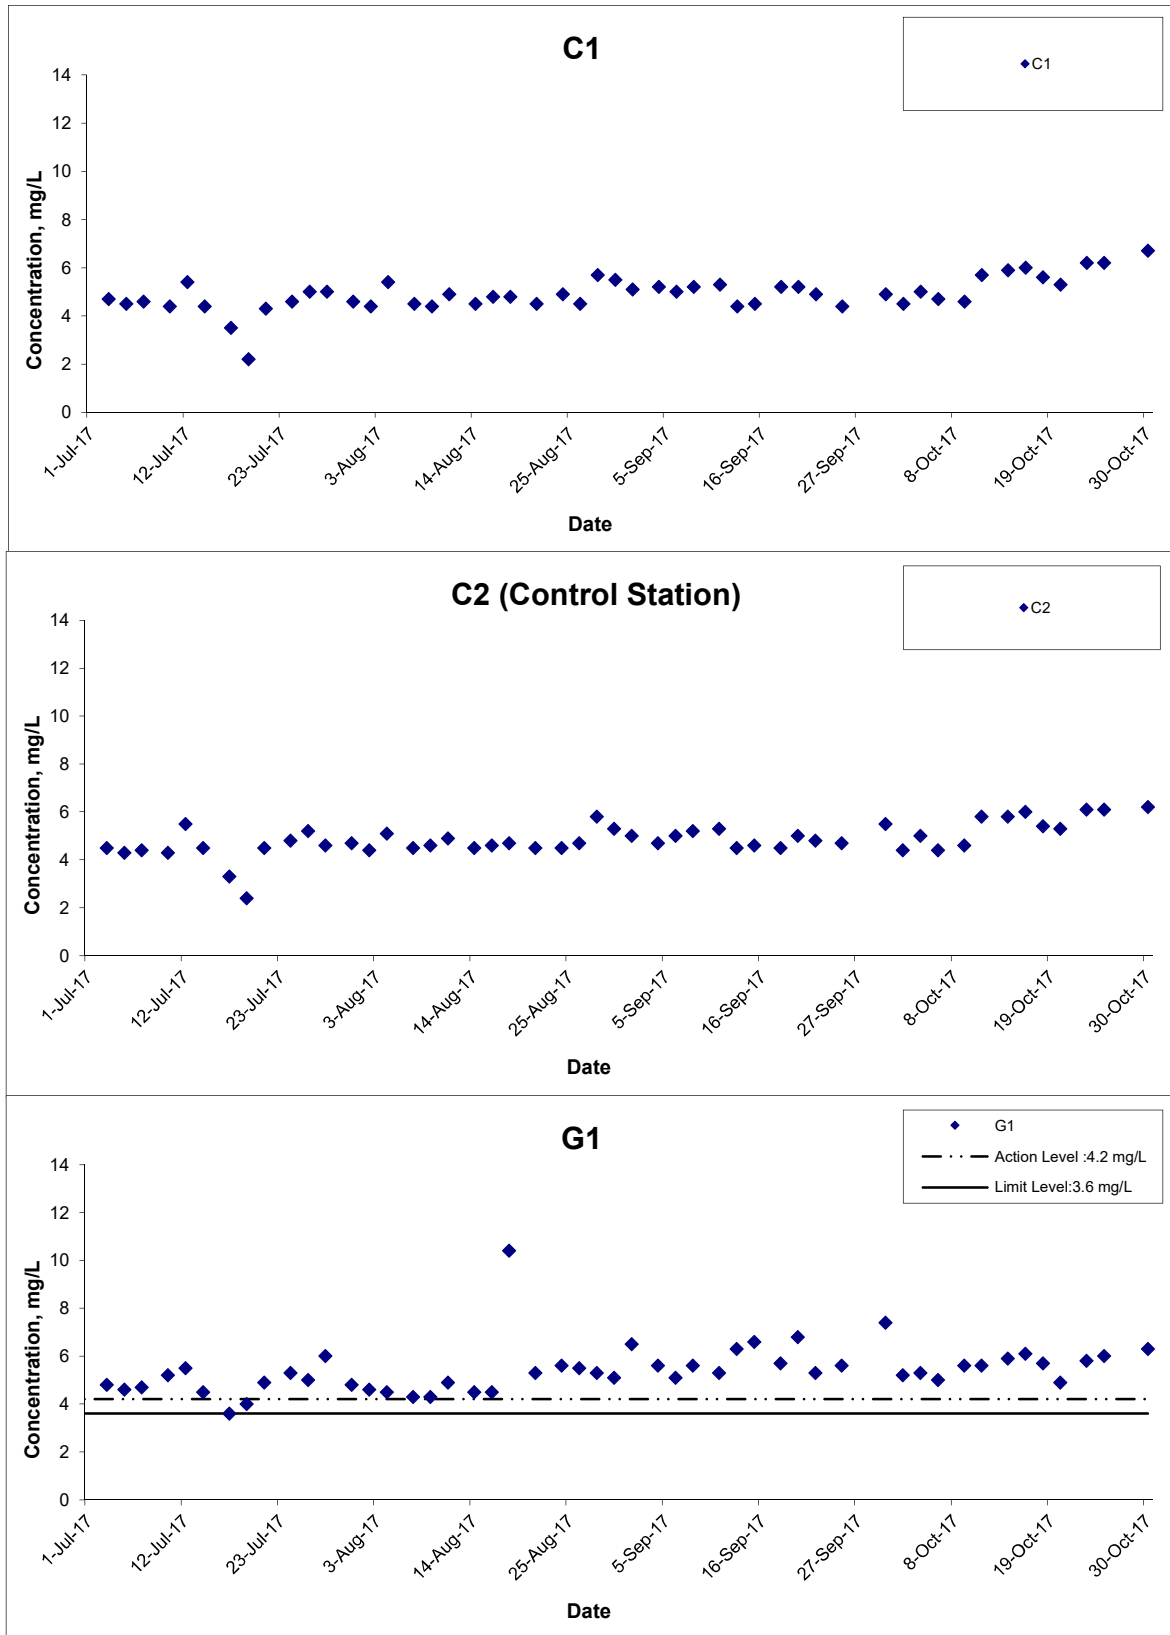 C1
C1
14
12
10
8
6
4
2
0
Concentration, mg/L
1-Jul-17
12-Jul-17
23-Jul-17
3-Aug-17
14-Aug-17
25-Aug-17
5-Sep-17
16-Sep-17
27-Sep-17
8-Oct-17
19-Oct-17
30-Oct-17
Date
C2 (Control Station)
C2
14
12
10
8
6
4
2
0
Concentration, mg/L
1-Jul-17
12-Jul-17
23-Jul-17
3-Aug-17
14-Aug-17
25-Aug-17
5-Sep-17
16-Sep-17
27-Sep-17
8-Oct-17
19-Oct-17
30-Oct-17
Date
G1
G1
Action Level :4.2 mg/L
Limit Level:3.6 mg/L
14
12
10
8
6
4
2
0
Concentration, mg/L
1-Jul-17
12-Jul-17
23-Jul-17
3-Aug-17
14-Aug-17
25-Aug-17
5-Sep-17
16-Sep-17
27-Sep-17
8-Oct-17
19-Oct-17
30-Oct-17
Date